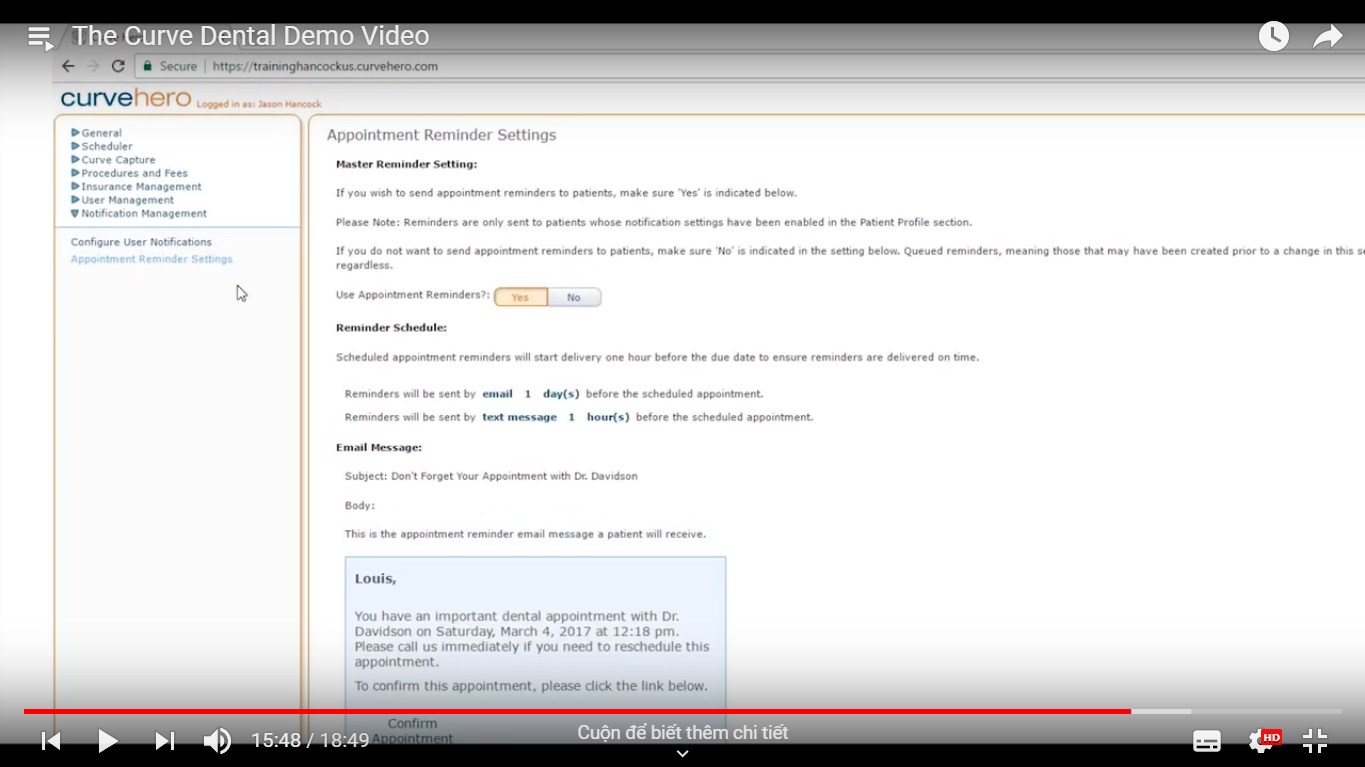 The Curve Dental Demo Video
Secure | https://traininghancockus.curvehero.com
curvehero Logged in as: Jason Hancock
General
Scheduler
Curve Capture
Procedures and Fees
Insurance Management
User Management
Notification Management
Configure User Notifications
Appointment Reminder Settings
Appointment Reminder Settings
Master Reminder Setting:
If you wish to send appointment reminders to patients, make sure 'Yes' is indicated below.
Please Note: Reminders are only sent to patients whose notification settings have been enabled in the Patient Profile section.
If you do not want to send appointment reminders to patients, make sure 'No' is indicated in the setting below. Queued reminders, meaning those that may have been created prior to a change in this se
regardless.
Use Appointment Reminders?: Yes No
Reminder Schedule:
Scheduled appointment reminders will start delivery one hour before the due date to ensure reminders are delivered on time.
Reminders will be sent by email 1 day(s) before the scheduled appointment.
Reminders will be sent by text message 1 hour(s) before the scheduled appointment.
Email Message:
Subject: Don't Forget Your Appointment with Dr. Davidson
Body:
This is the appointment reminder email message a patient will receive.
Louis,
You have an important dental appointment with Dr.
Davidson on Saturday, March 4, 2017 at 12:18 pm.
Please call us immediately if you need to reschedule this
appointment.
To confirm this appointment, please click the link below.
Confirm
Appointment
15:48 / 18:49
Cuộn để biết thêm chi tiết
HD